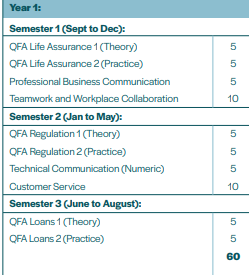 Year 1:
Semester 1 (Sept to Dec):
QFA Life Assurance 1 (Theory) 5
QFA Life Assurance 2 (Practice) 5
Professional Business Communication 5
Teamwork and Workplace Collaboration 10
Semester 2 (Jan to May):
QFA Regulation 1 (Theory) 5
QFA Regulation 2 (Practice) 5
Technical Communication (Numeric) 5
Customer Service 10
Semester 3 (June to August):
QFA Loans 1 (Theory) 5
QFA Loans 2 (Practice) 5
60